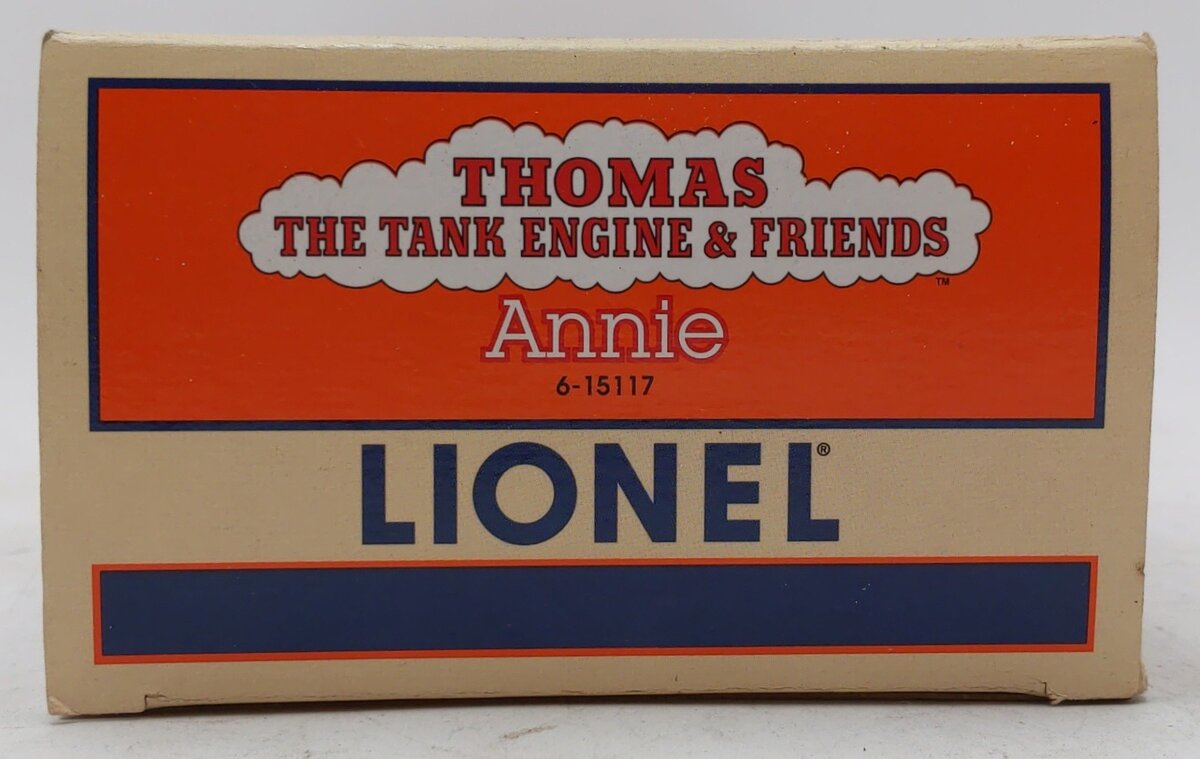 THOMAS
THE TANK ENGINE & FRIENDS
™
Annie
6-15117
LIONEL®